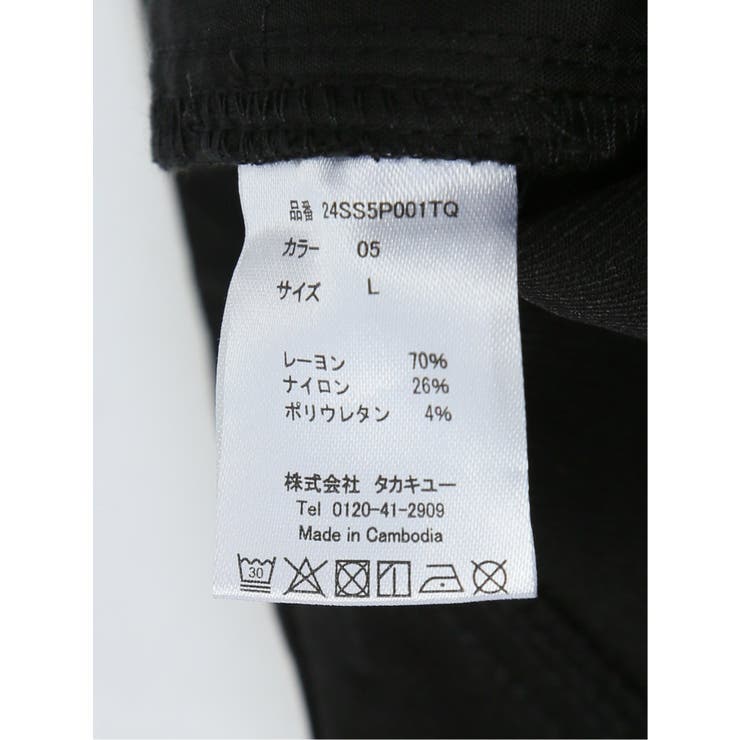 品番 24SS5P001TQ
カラー 05
サイズ L
レーヨン 70%
ナイロン 26%
ポリウレタン 4%
株式会社 タカキュー
Tel 0120-41-2909
Made in Cambodia
30